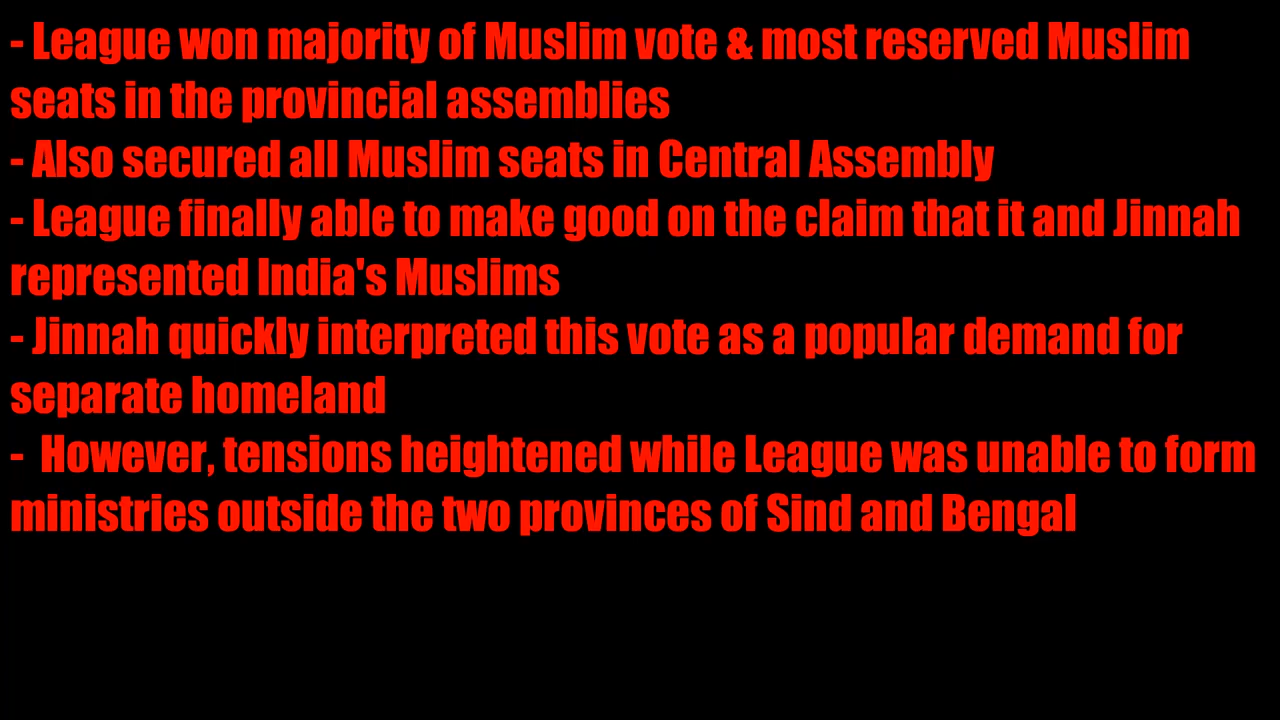 - League won majority of Muslim vote & most reserved Muslim
seats in the provincial assemblies
- Also secured all Muslim seats in Central Assembly
- League finally able to make good on the claim that it and Jinnah
represented India's Muslims
- Jinnah quickly interpreted this vote as a popular demand for
separate homeland
-  However, tensions heightened while League was unable to form
ministries outside the two provinces of Sind and Bengal